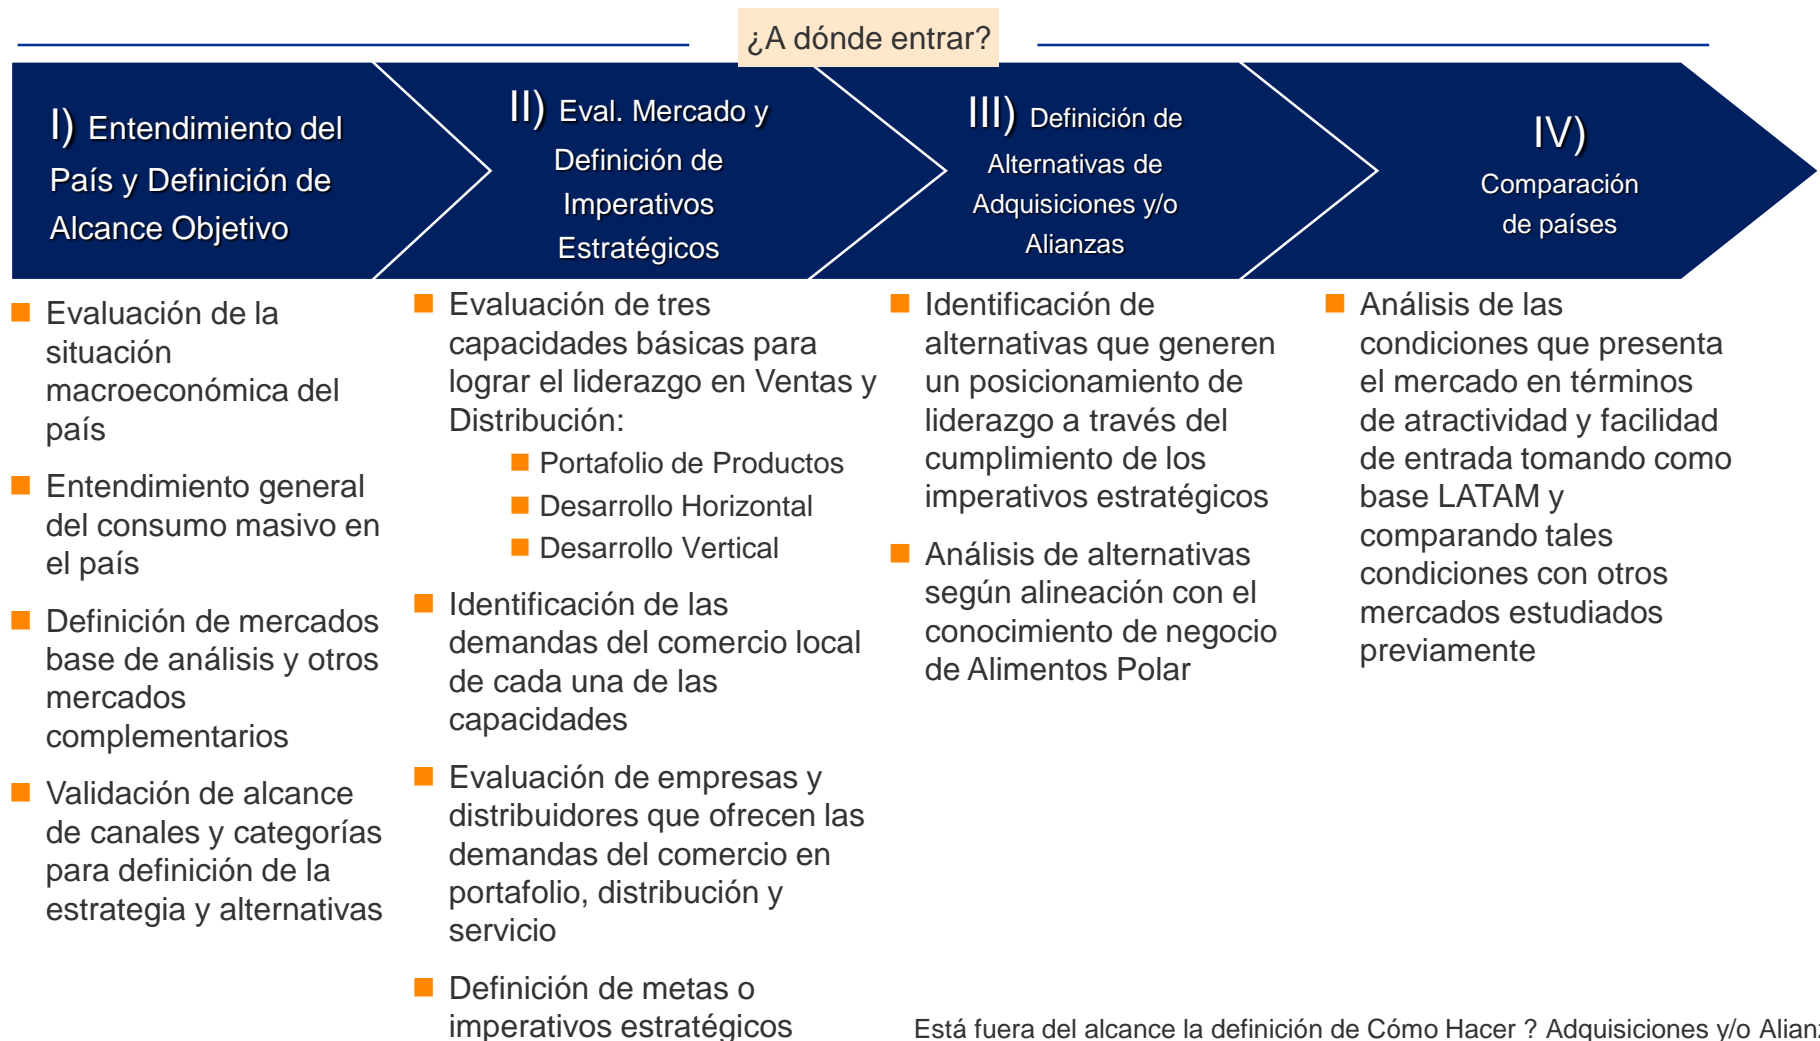 ¿A dónde entrar?
I) Entendimiento del
País y Definición de
Alcance Objetivo
II) Eval. Mercado y
Definición de
Imperativos
Estratégicos
III) Definición de
Alternativas de
Adquisiciones y/o
Alianzas
IV)
Comparación
de países
Evaluación de la
situación
macroeconómica del
país
Entendimiento general
del consumo masivo en
el país
Definición de mercados
base de análisis y otros
mercados
complementarios
Validación de alcance
de canales y categorías
para definición de la
estrategia y alternativas
Evaluación de tres
capacidades básicas para
lograr el liderazgo en Ventas y
Distribución:
Portafolio de Productos
Desarrollo Horizontal
Desarrollo Vertical
Identificación de las
demandas del comercio local
de cada una de las
capacidades
Evaluación de empresas y
distribuidores que ofrecen las
demandas del comercio en
portafolio, distribución y
servicio
Definición de metas o
imperativos estratégicos
Identificación de
alternativas que generen
un posicionamiento de
liderazgo a través del
cumplimiento de los
imperativos estratégicos
Análisis de alternativas
según alineación con el
conocimiento de negocio
de Alimentos Polar
Análisis de las
condiciones que presenta
el mercado en términos
de atractividad y facilidad
de entrada tomando como
base LATAM y
comparando tales
condiciones con otros
mercados estudiados
previamente
Está fuera del alcance la definición de Cómo Hacer ? Adquisiciones y/o